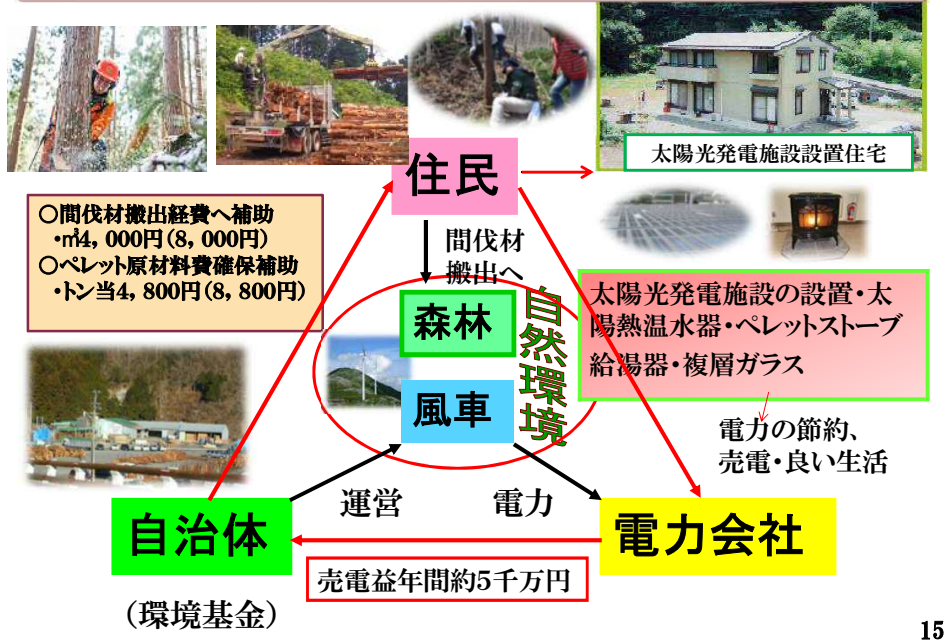 太陽光発電施設設置住宅
住民
○間伐材搬出経費へ補助
・㎥4，000円（8，000円）
○ペレット原材料費確保補助
・トン当4，800円（8，800円）
間伐材
搬出へ
森林
風車
自然環境
太陽光発電施設の設置・太
陽熱温水器・ペレットストーブ
給湯器・複層ガラス
電力の節約、
売電・良い生活
運営
電力
自治体
電力会社
売電益年間約5千万円
（環境基金）
15